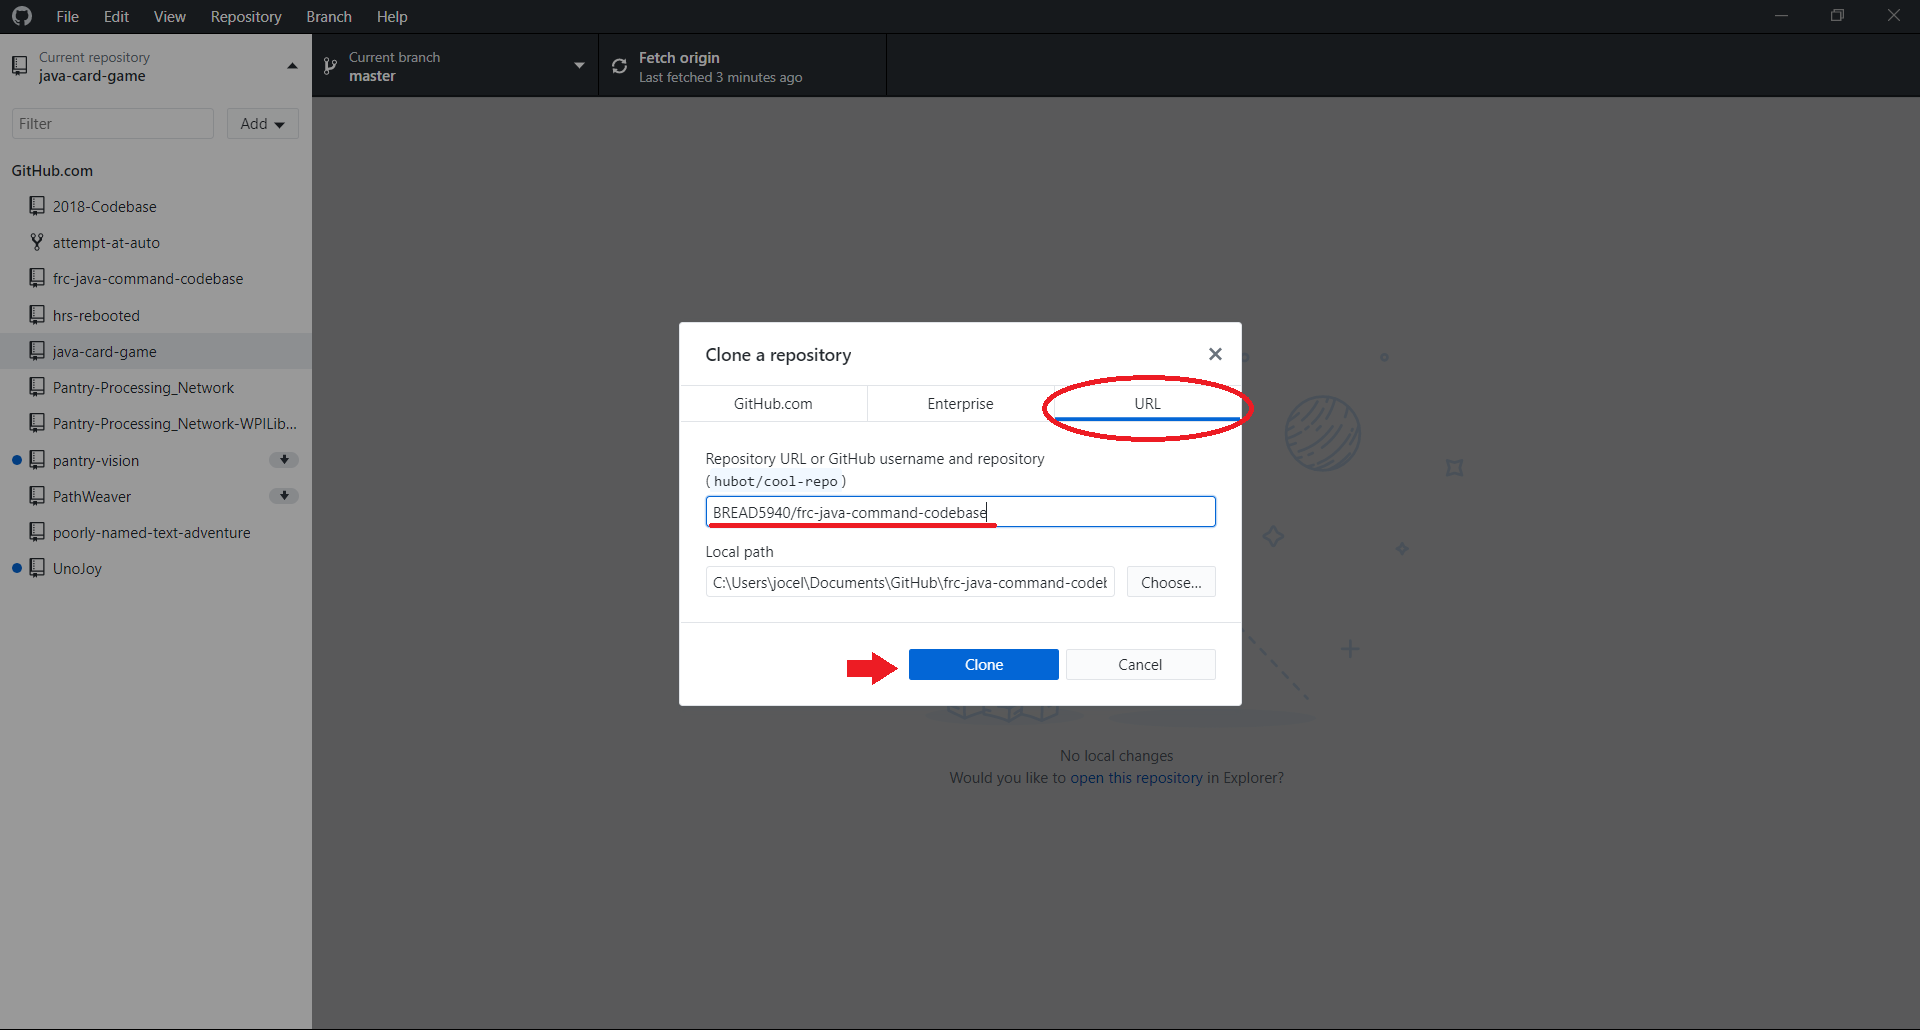 File Edit View Repository Branch Help
Current repository
java-card-game
Current branch
master
Fetch origin
Last fetched 3 minutes ago
Filter
Add
GitHub.com
2018-Codebase
attempt-at-auto
frc-java-command-codebase
hrs-rebooted
java-card-game
Pantry-Processing_Network
Pantry-Processing_Network-WPILib...
pantry-vision
PathWeaver
poorly-named-text-adventure
UnoJoy
Clone a repository
GitHub.com Enterprise URL
Repository URL or GitHub username and repository
(hubot/cool-repo)
BREAD5940/frc-java-command-codebase
Local path
C:\Users\jocel\Documents\GitHub\frc-java-command-codeb
Choose...
Clone Cancel
No local changes
Would you like to open this repository in Explorer?